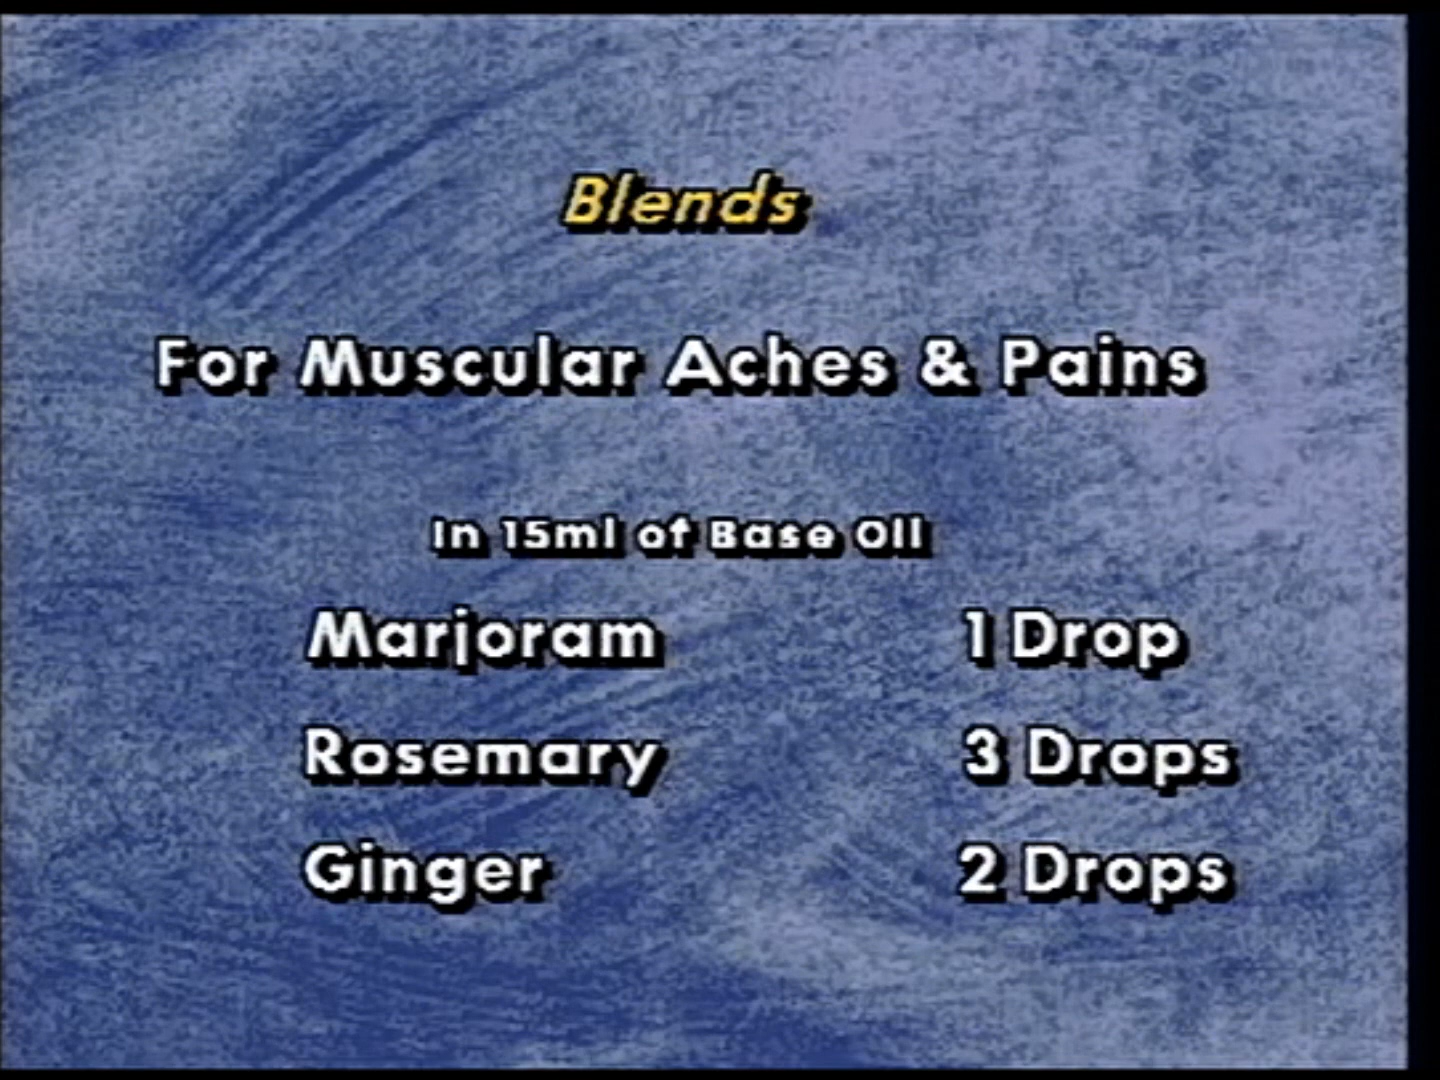 Blends
For Muscular Aches & Pains
In 15ml of Base Oil
Marjoram 1 Drop
Rosemary 3 Drops
Ginger 2 Drops